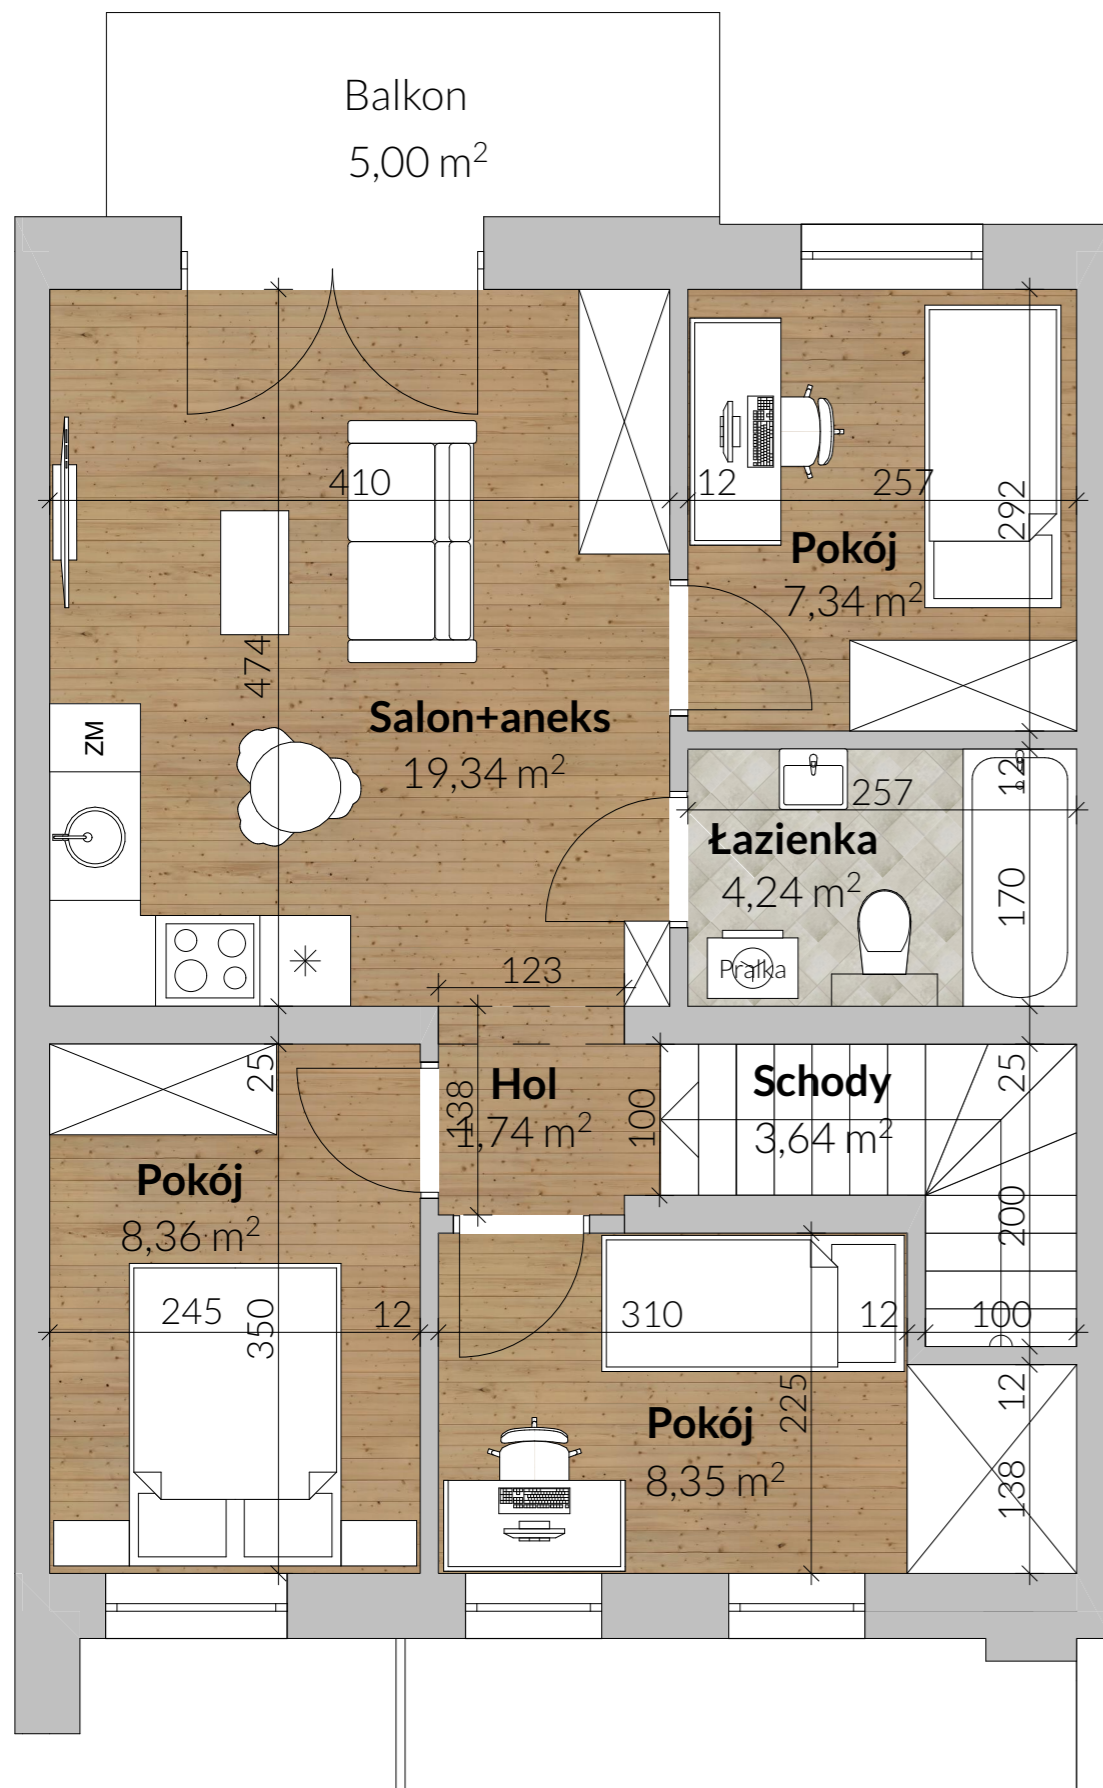 Balkon
5,00 m²
410
12
257
292
Pokój
7,34 m²
474
Salon+aneks
19,34 m²
ZM
12
257
Łazienka
4,24 m²
170
Pralka
123
25
138
Hol
1,74 m²
100
Schody
3,64 m²
25
Pokój
8,36 m²
200
245
350
12
310
12
100
225
12
Pokój
8,35 m²
138